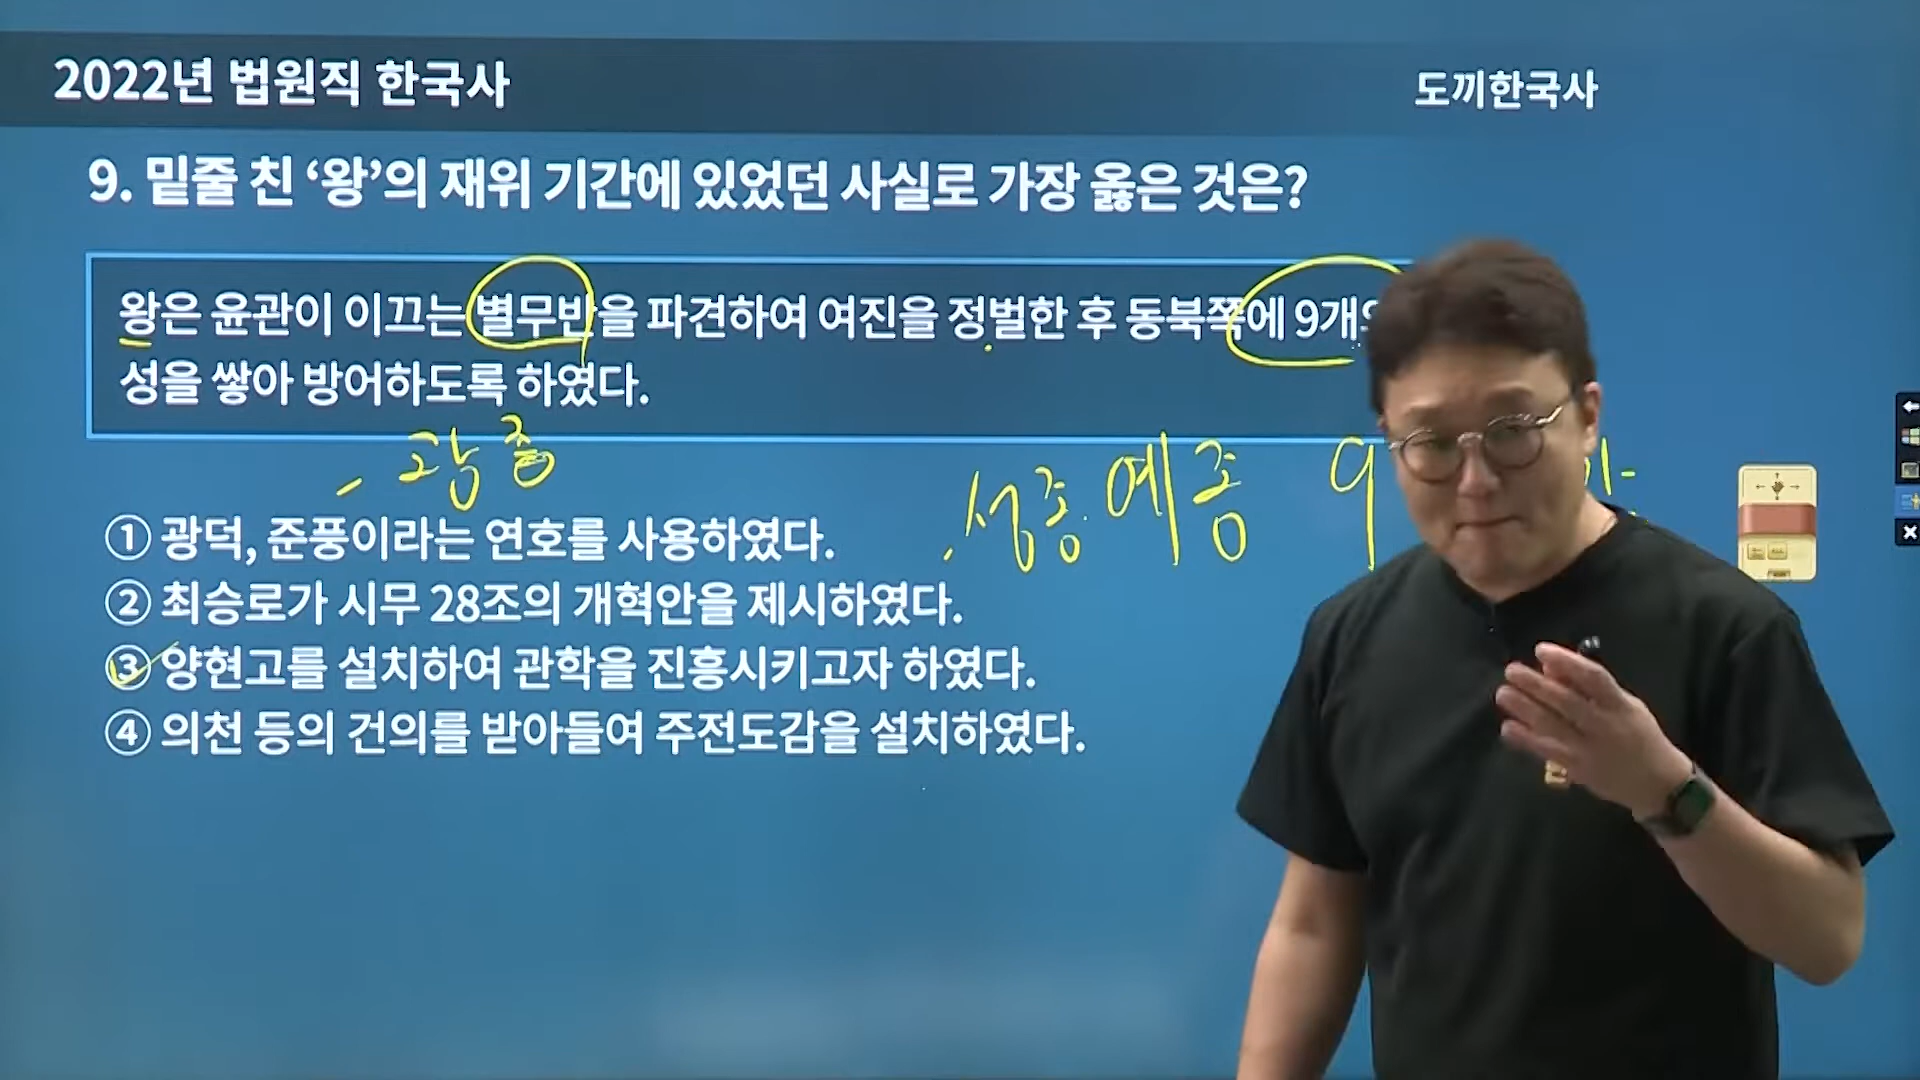 2022년 법원직 한국사
도끼한국사
9. 밑줄 친 ‘왕’의 재위 기간에 있었던 사실로 가장 옳은 것은?
왕은 윤관이 이끄는 별무반을 파견하여 여진을 정벌한 후 동북쪽에 9개의
성을 쌓아 방어하도록 하였다.
광종
성종 예종 9
① 광덕, 준풍이라는 연호를 사용하였다.
② 최승로가 시무 28조의 개혁안을 제시하였다.
③ 양현고를 설치하여 관학을 진흥시키고자 하였다.
④ 의천 등의 건의를 받아들여 주전도감을 설치하였다.